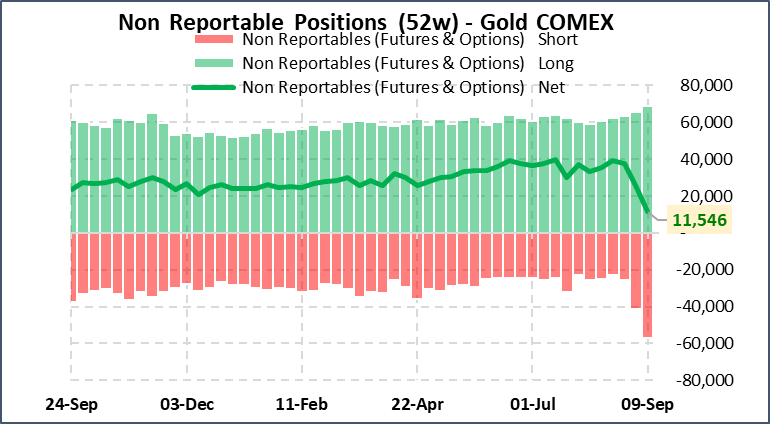 Non Reportable Positions (52w) - Gold COMEX
Non Reportables (Futures & Options) Short
Non Reportables (Futures & Options) Long
Non Reportables (Futures & Options) Net
80,000
60,000
40,000
20,000
11,546
-
-20,000
-40,000
-60,000
-80,000
24-Sep 03-Dec 11-Feb 22-Apr 01-Jul 09-Sep